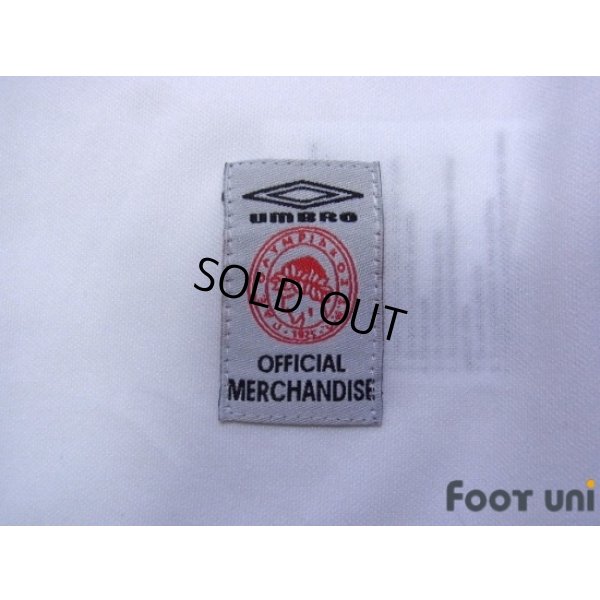 UMBRO
SOLD OUT
OFFICIAL
MERCHANDISE
Foot uni